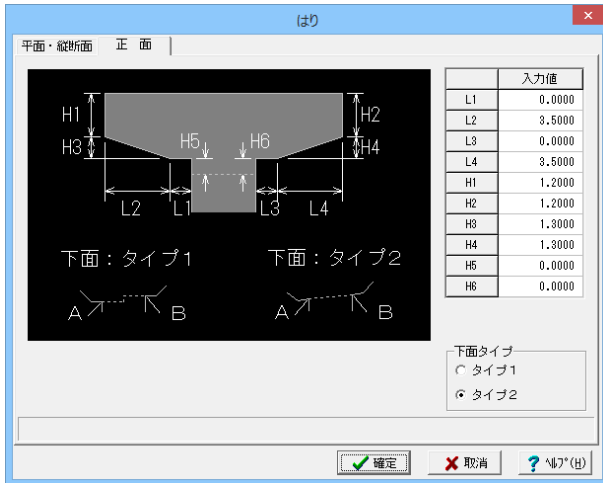 はり
平面・縦断面 正 面
H1 H2
H3 H5 H6 H4
L2 L1 L3 L4
下面：タイプ1 下面：タイプ2
A B A B
入力値
L1 0.0000
L2 3.5000
L3 0.0000
L4 3.5000
H1 1.2000
H2 1.2000
H3 1.3000
H4 1.3000
H5 0.0000
H6 0.0000
下面タイプ
タイプ1
タイプ2
確定 取消 ? ﾍﾙﾌﾟ(H)